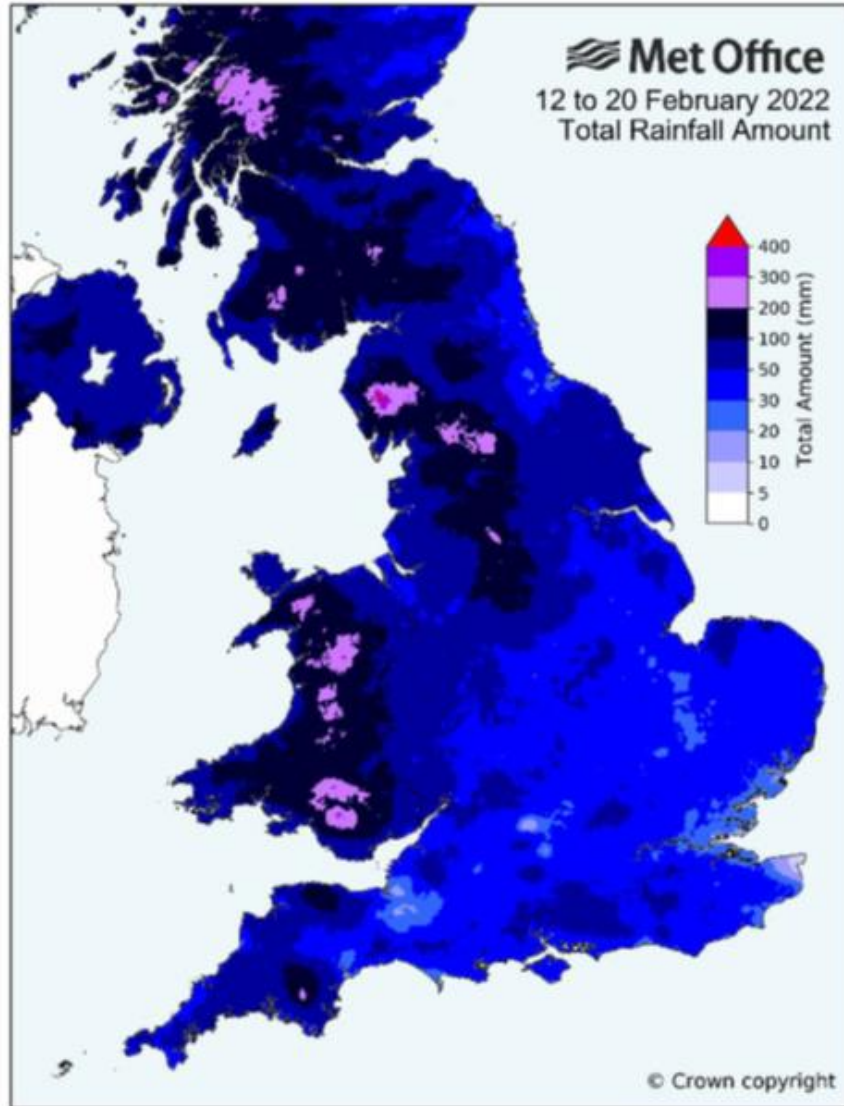 Met Office
12 to 20 February 2022
Total Rainfall Amount
400
300
200
100
50
30
20
10
5
0
Total Amount (mm)
© Crown copyright